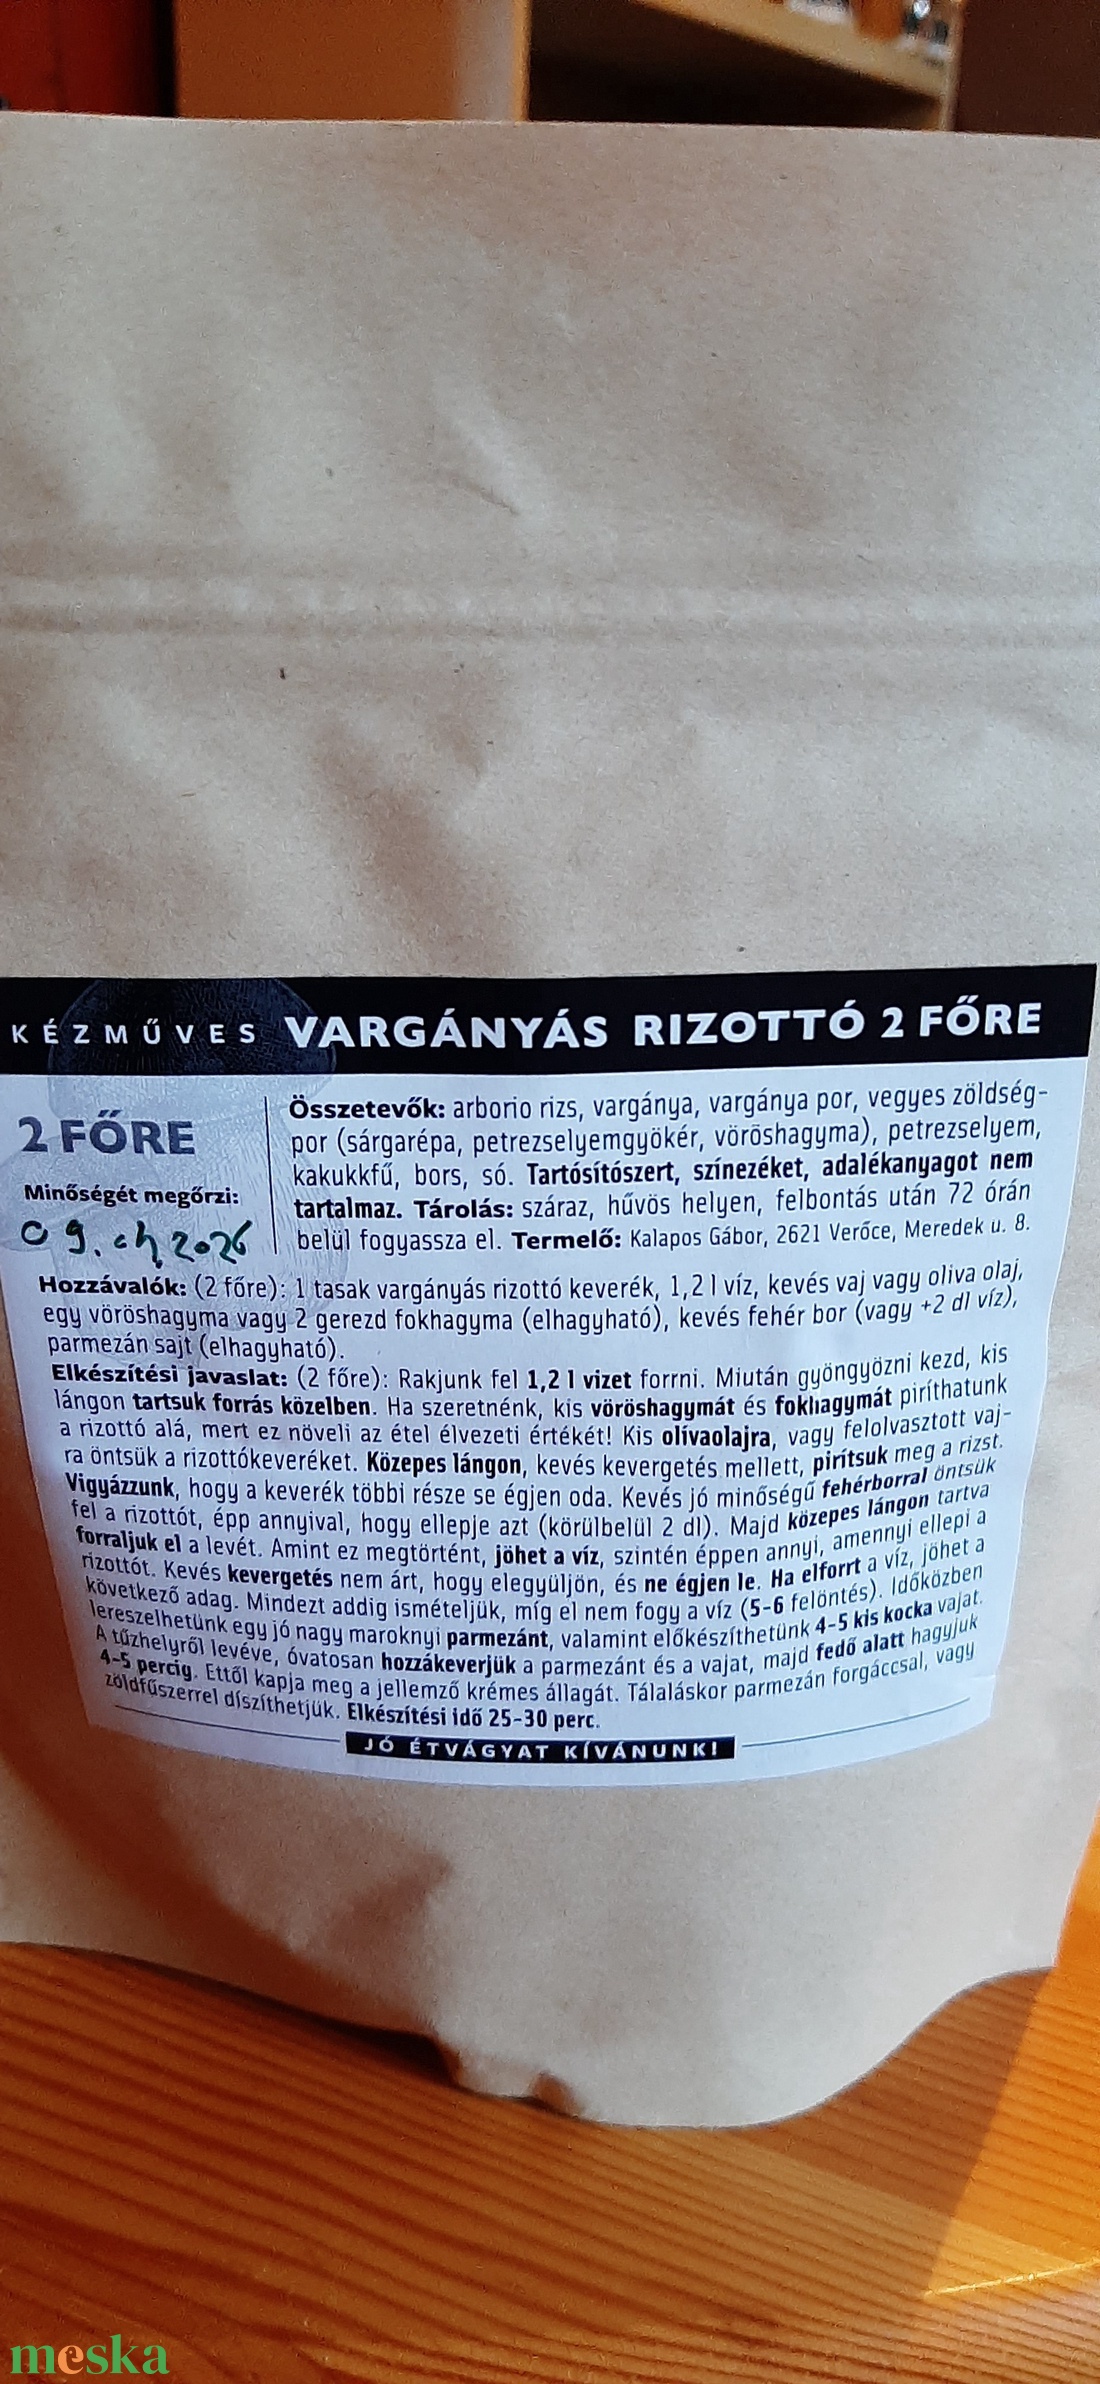 KÉZMŰVES VARGÁNYÁS RIZOTTÓ 2 FŐRE
2 FŐRE
Minőségét megőrzi:
2026
Összetevők: arborio rizs, vargánya, vargánya por, vegyes zöldség-
por (sárgarépa, petrezselyemgyökér, vöröshagyma), petrezselyem,
kakukkfű, bors, só. Tartósítószert, színezéket, adalékanyagot nem
tartalmaz. Tárolás: száraz, hűvös helyen, felbontás után 72 órán
belül fogyassza el. Termelő: Kalapos Gábor, 2621 Verőce, Meredek u. 8.
Hozzávalók: (2 főre): 1 tasak vargányás rizottó keverék, 1,2 l víz, kevés vaj vagy oliva olaj,
egy vöröshagyma vagy 2 gerezd fokhagyma (elhagyható), kevés fehér bor (vagy +2 dl víz),
parmezán sajt (elhagyható).
Elkészítési javaslat: (2 főre): Rakjunk fel 1,2 l vizet forrni. Miután gyöngyözni kezd, kis
lángon tartsuk forrás közelben. Ha szeretnénk, kis vöröshagymát és fokhagymát piríthatunk
a rizottó alá, mert ez növeli az étel élvezeti értékét! Kis olívaolajra, vagy felolvasztott vaj-
ra öntsük a rizottókeveréket. Közepes lángon, kevés kevergetés mellett, pirítsuk meg a rizst.
Vigyázzunk, hogy a keverék többi része se égjen oda. Kevés jó minőségű fehérborral öntsük
fel a rizottót, épp annyival, hogy ellepje azt (körülbelül 2 dl). Majd közepes lángon tartva
forraljuk el a levét. Amint ez megtörtént, jöhet a víz, szintén éppen annyi, amennyi ellepi a
rizottót. Kevés kevergetés nem árt, hogy elegyüljön, és ne égjen le. Ha elforrt a víz, jöhet a
következő adag. Mindezt addig ismételjük, míg el nem fogy a víz (5-6 felöntés). Időközben
lereszelhetünk egy jó nagy maroknyi parmezánt, valamint előkészíthetünk 4-5 kis kocka vajat.
A tűzhelyről levéve, óvatosan hozzákeverjük a parmezánt és a vajat, majd fedő alatt hagyjuk
4-5 percig. Ettől kapja meg a jellemző krémes állagát. Tálaláskor parmezán forgáccsal, vagy
zöldfűszerrel díszíthetjük. Elkészítési idő 25-30 perc.
JÓ ÉTVÁGYAT KÍVÁNUNK!
meska